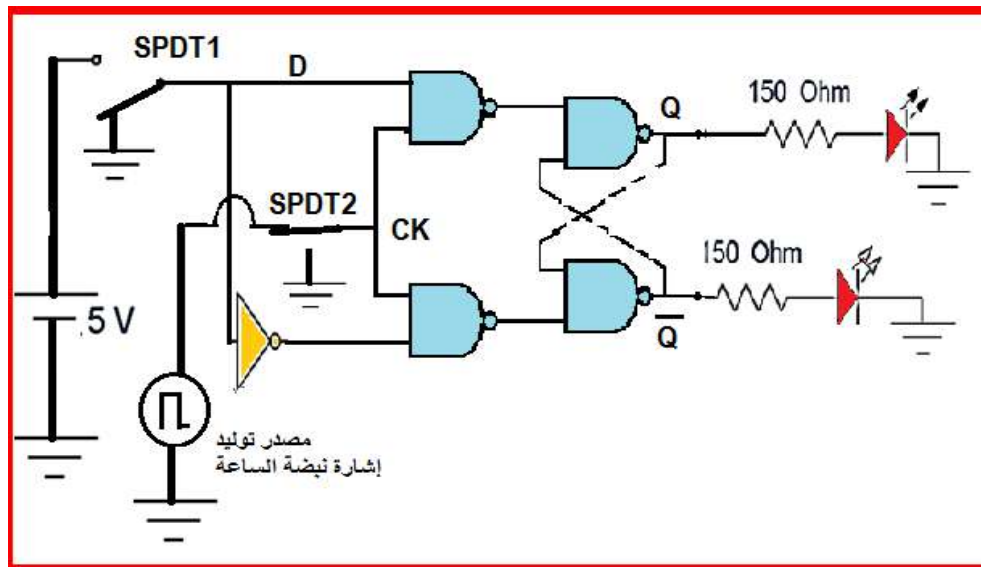 SPDT1
D
Q
150 Ohm
SPDT2
CK
150 Ohm
5 V
Q
مصدر توليد
إشارة نبضة الساعة